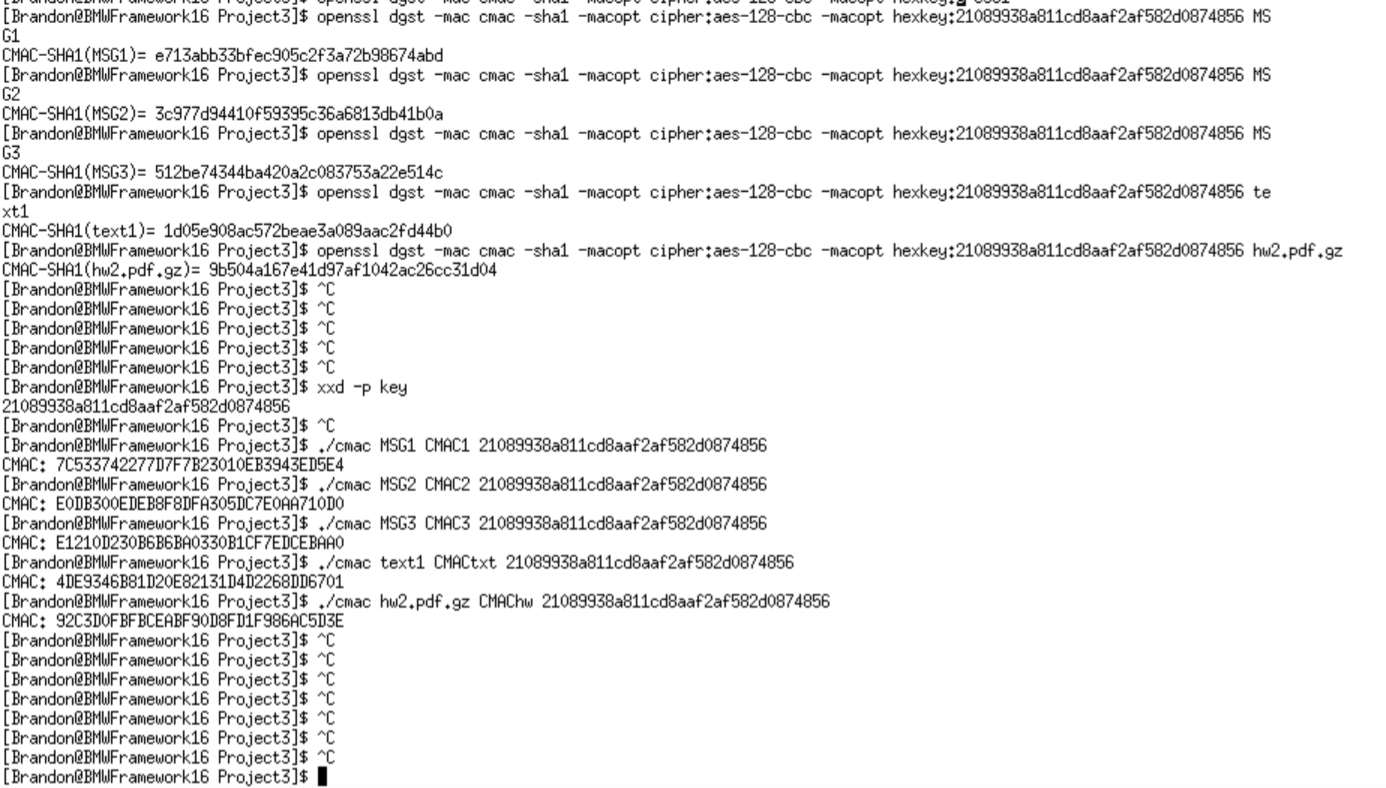 [Brandon@BMWFramework16 Project3]$ openssl dgst -mac cmac -sha1 -macopt cipher:aes-128-cbc -macopt hexkey:21089938a811cd8aaf2af582d0874856 MS
G1
CMAC-SHA1(MSG1)= e713abb33bfec905c2f3a72b98674abd
[Brandon@BMWFramework16 Project3]$ openssl dgst -mac cmac -sha1 -macopt cipher:aes-128-cbc -macopt hexkey:21089938a811cd8aaf2af582d0874856 MS
G2
CMAC-SHA1(MSG2)= 3c977d94410f59395c36a6813db41b0a
[Brandon@BMWFramework16 Project3]$ openssl dgst -mac cmac -sha1 -macopt cipher:aes-128-cbc -macopt hexkey:21089938a811cd8aaf2af582d0874856 MS
G3
CMAC-SHA1(MSG3)= 512be74344ba420a2c083753a22e514c
[Brandon@BMWFramework16 Project3]$ openssl dgst -mac cmac -sha1 -macopt cipher:aes-128-cbc -macopt hexkey:21089938a811cd8aaf2af582d0874856 te
xt1
CMAC-SHA1(text1)= 1d05e908ac572beae3a089aac2fd44b0
[Brandon@BMWFramework16 Project3]$ openssl dgst -mac cmac -sha1 -macopt cipher:aes-128-cbc -macopt hexkey:21089938a811cd8aaf2af582d0874856 hw2.pdf.gz
CMAC-SHA1(hw2.pdf.gz)= 9b504a167e41d97af1042ac26cc31d04
[Brandon@BMWFramework16 Project3]$ ^C
[Brandon@BMWFramework16 Project3]$ ^C
[Brandon@BMWFramework16 Project3]$ ^C
[Brandon@BMWFramework16 Project3]$ ^C
[Brandon@BMWFramework16 Project3]$ ^C
[Brandon@BMWFramework16 Project3]$ xxd -p key
21089938a811cd8aaf2af582d0874856
[Brandon@BMWFramework16 Project3]$ ^C
[Brandon@BMWFramework16 Project3]$ ./cmac MSG1 CMAC1 21089938a811cd8aaf2af582d0874856
CMAC: 7C533742277D7F7B23010EB3943ED5E4
[Brandon@BMWFramework16 Project3]$ ./cmac MSG2 CMAC2 21089938a811cd8aaf2af582d0874856
CMAC: E0DB300EDEB8F8DFA305DC7E0AA710D0
[Brandon@BMWFramework16 Project3]$ ./cmac MSG3 CMAC3 21089938a811cd8aaf2af582d0874856
CMAC: E1210D230B6B6BA0330B1CF7EDCEBAA0
[Brandon@BMWFramework16 Project3]$ ./cmac text1 CMACtxt 21089938a811cd8aaf2af582d0874856
CMAC: 4DE9346B81D20E82131D4D2268DD6701
[Brandon@BMWFramework16 Project3]$ ./cmac hw2.pdf.gz CMAChw 21089938a811cd8aaf2af582d0874856
CMAC: 92C3D0FBFBCEABF90D8FD1F986AC5D3E
[Brandon@BMWFramework16 Project3]$ ^C
[Brandon@BMWFramework16 Project3]$ ^C
[Brandon@BMWFramework16 Project3]$ ^C
[Brandon@BMWFramework16 Project3]$ ^C
[Brandon@BMWFramework16 Project3]$ ^C
[Brandon@BMWFramework16 Project3]$ ^C
[Brandon@BMWFramework16 Project3]$ ^C
[Brandon@BMWFramework16 Project3]$